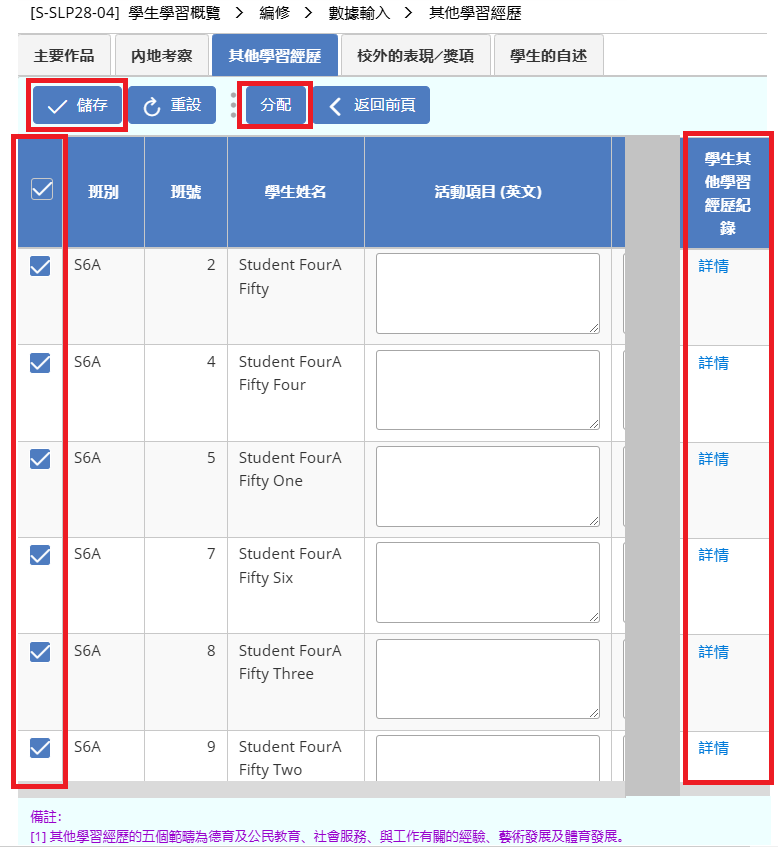 [S-SLP28-04] 學生學習概覽 > 編修 > 數據輸入 > 其他學習經歷
主要作品 內地考察 其他學習經歷 校外的表現/獎項 學生的自述
儲存 重設 分配 返回前頁
班別 班號 學生姓名 活動項目 (英文) 學生其
他學習
經歷紀
錄
S6A 2 Student FourA 詳情
Fifty
S6A 4 Student FourA 詳情
Fifty Four
S6A 5 Student FourA 詳情
Fifty One
S6A 7 Student FourA 詳情
Fifty Six
S6A 8 Student FourA 詳情
Fifty Three
S6A 9 Student FourA 詳情
Fifty Two
備註:
[1] 其他學習經歷的五個範疇為德育及公民教育、社會服務、與工作有關的經驗、藝術發展及體育發展。